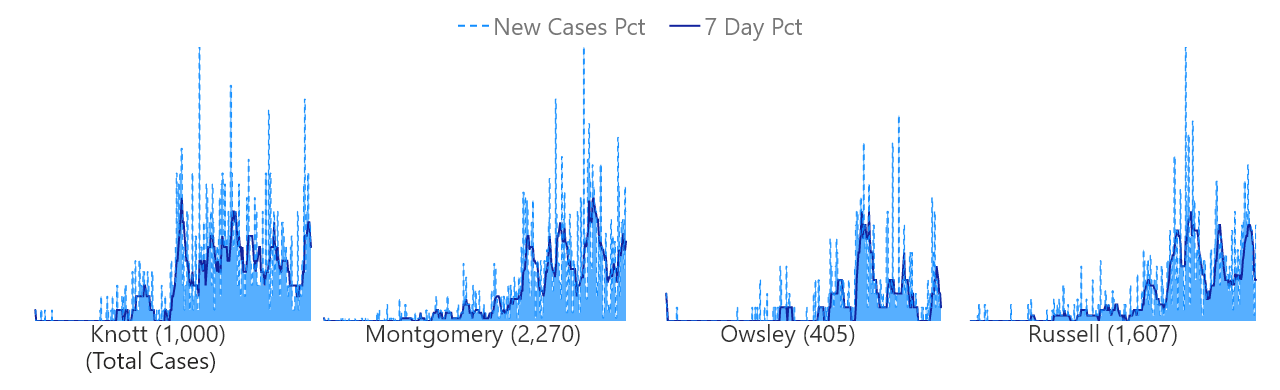 New Cases Pct 7 Day Pct
Knott (1,000) Montgomery (2,270) Owsley (405) Russell (1,607)
(Total Cases)